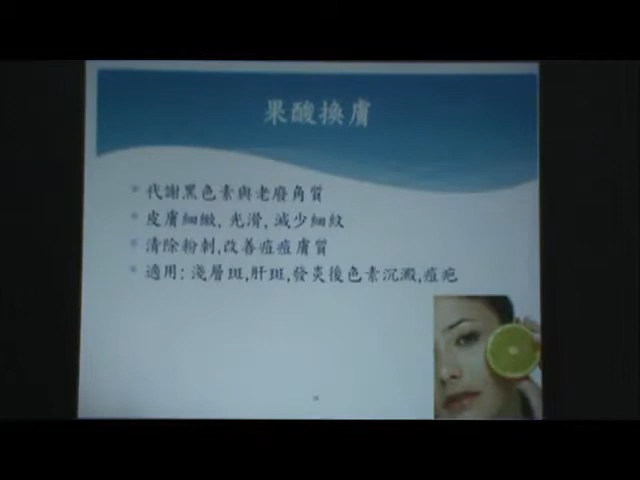 果酸換膚
代謝黑色素與老廢角質
皮膚細緻, 光滑, 減少細紋
清除粉刺,改善痘痘膚質
適用: 淺層斑,肝斑,發炎後色素沉澱,痘疤